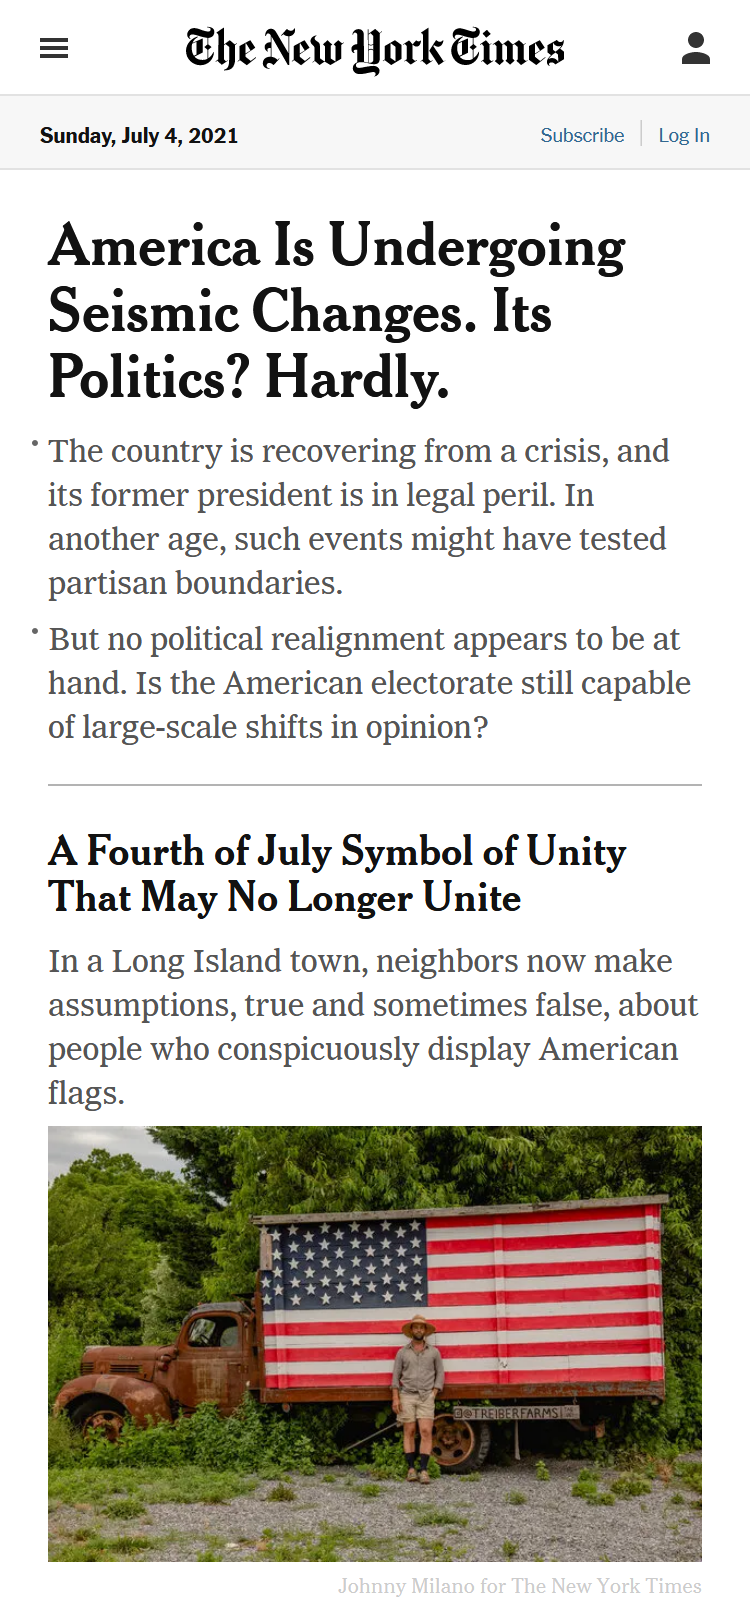 The New York Times
Sunday, July 4, 2021
Subscribe
Log In
America Is Undergoing
Seismic Changes. Its
Politics? Hardly.
• The country is recovering from a crisis, and
its former president is in legal peril. In
another age, such events might have tested
partisan boundaries.
• But no political realignment appears to be at
hand. Is the American electorate still capable
of large-scale shifts in opinion?
A Fourth of July Symbol of Unity
That May No Longer Unite
In a Long Island town, neighbors now make
assumptions, true and sometimes false, about
people who conspicuously display American
flags.
@TREIBERFARMS
Johnny Milano for The New York Times